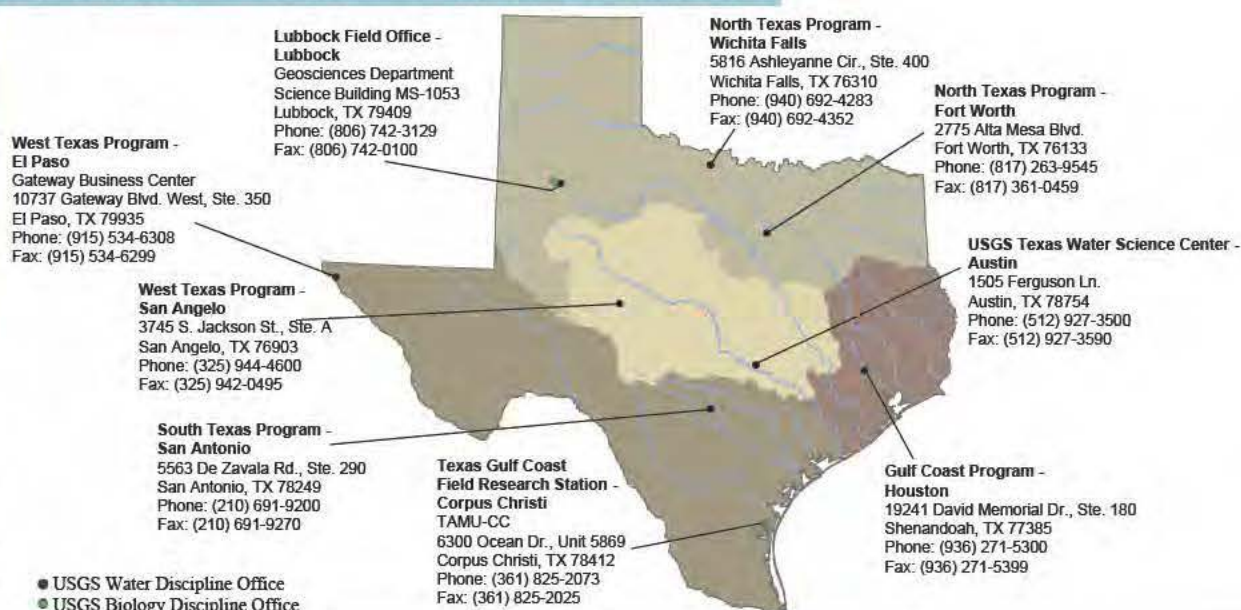 Lubbock Field Office -
Lubbock
Geosciences Department
Science Building MS-1053
Lubbock, TX 79409
Phone: (806) 742-3129
Fax: (806) 742-0100
North Texas Program -
Wichita Falls
5816 Ashleyanne Cir., Ste. 400
Wichita Falls, TX 76310
Phone: (940) 692-4283
Fax: (940) 692-4352
North Texas Program -
Fort Worth
2775 Alta Mesa Blvd.
Fort Worth, TX 76133
Phone: (817) 263-9545
Fax: (817) 361-0459
West Texas Program -
El Paso
Gateway Business Center
10737 Gateway Blvd. West, Ste. 350
El Paso, TX 79935
Phone: (915) 534-6308
Fax: (915) 534-6299
USGS Texas Water Science Center -
Austin
1505 Ferguson Ln.
Austin, TX 78754
Phone: (512) 927-3500
Fax: (512) 927-3590
West Texas Program -
San Angelo
3745 S. Jackson St., Ste. A
San Angelo, TX 76903
Phone: (325) 944-4600
Fax: (325) 942-0495
South Texas Program -
San Antonio
5563 De Zavala Rd., Ste. 290
San Antonio, TX 78249
Phone: (210) 691-9200
Fax: (210) 691-9270
Texas Gulf Coast
Field Research Station -
Corpus Christi
TAMU-CC
6300 Ocean Dr., Unit 5869
Corpus Christi, TX 78412
Phone: (361) 825-2073
Fax: (361) 825-2025
Gulf Coast Program -
Houston
19241 David Memorial Dr., Ste. 180
Shenandoah, TX 77385
Phone: (936) 271-5300
Fax: (936) 271-5399
USGS Water Discipline Office
USGS Biology Discipline Office